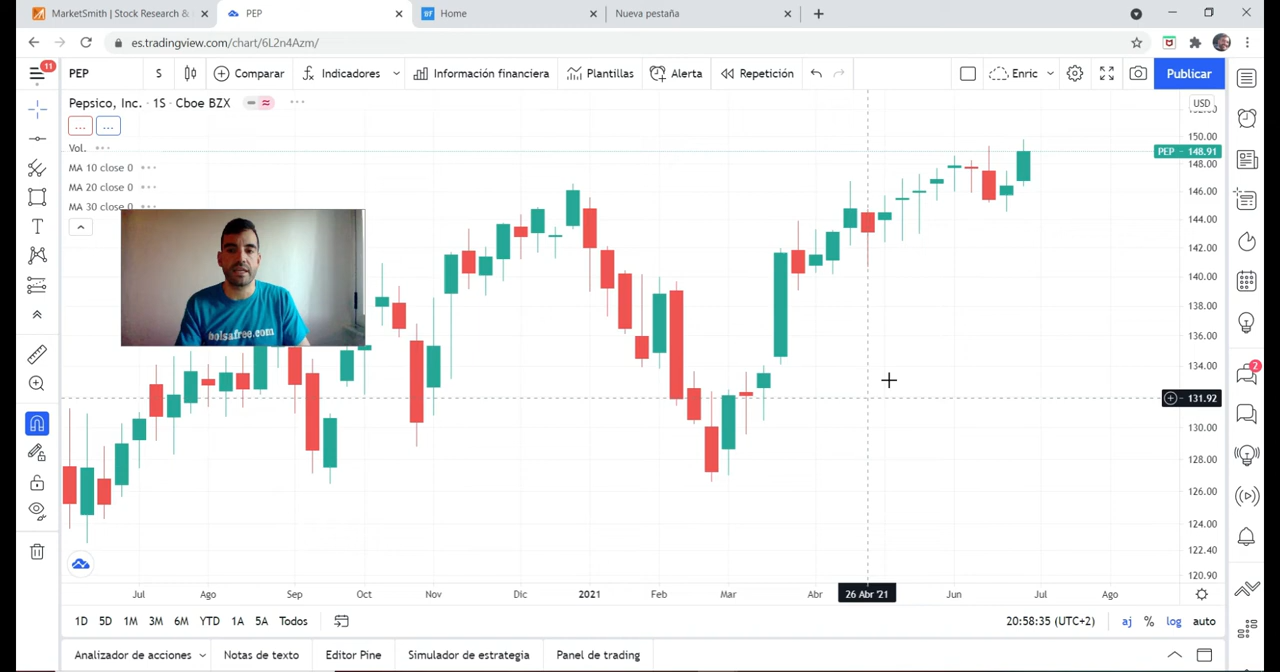 MarketSmith | Stock Research &
PEP
Home
Nueva pestaña
es.tradingview.com/chart/6L2n4Azm/
11
PEP
S
Comparar
Indicadores
Información financiera
Plantillas
Alerta
Repetición
Enric
Publicar
Pepsico, Inc. · 1S · Cboe BZX
USD
Vol.
MA 10 close 0
MA 20 close 0
MA 30 close 0
bolsafree.com
150.00
PEP 148.91
148.00
146.00
144.00
142.00
140.00
138.00
136.00
134.00
131.92
130.00
128.00
126.00
124.00
122.40
120.90
2
Jul
Ago
Sep
Oct
Nov
Dic
2021
Feb
Mar
Abr
26 Abr '21
Jun
Jul
Ago
1D
5D
1M
3M
6M
YTD
1A
5A
Todos
20:58:35 (UTC+2)
aj
%
log
auto
Analizador de acciones
Notas de texto
Editor Pine
Simulador de estrategia
Panel de trading